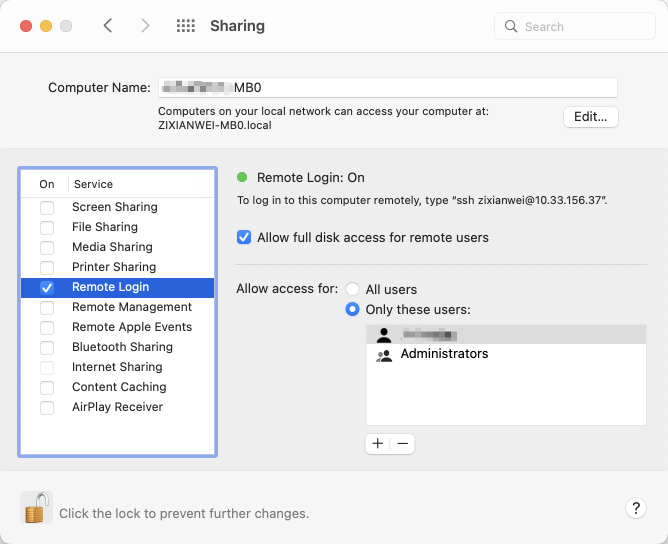 Sharing
Search
Computer Name:
MB0
Computers on your local network can access your computer at:
ZIXIANWEI-MB0.local
Edit...
On Service
Screen Sharing
File Sharing
Media Sharing
Printer Sharing
Remote Login
Remote Management
Remote Apple Events
Bluetooth Sharing
Internet Sharing
Content Caching
AirPlay Receiver
Remote Login: On
To log in to this computer remotely, type “ssh zixianwei@10.33.156.37”.
Allow full disk access for remote users
Allow access for:
All users
Only these users:
Administrators
Click the lock to prevent further changes.
?